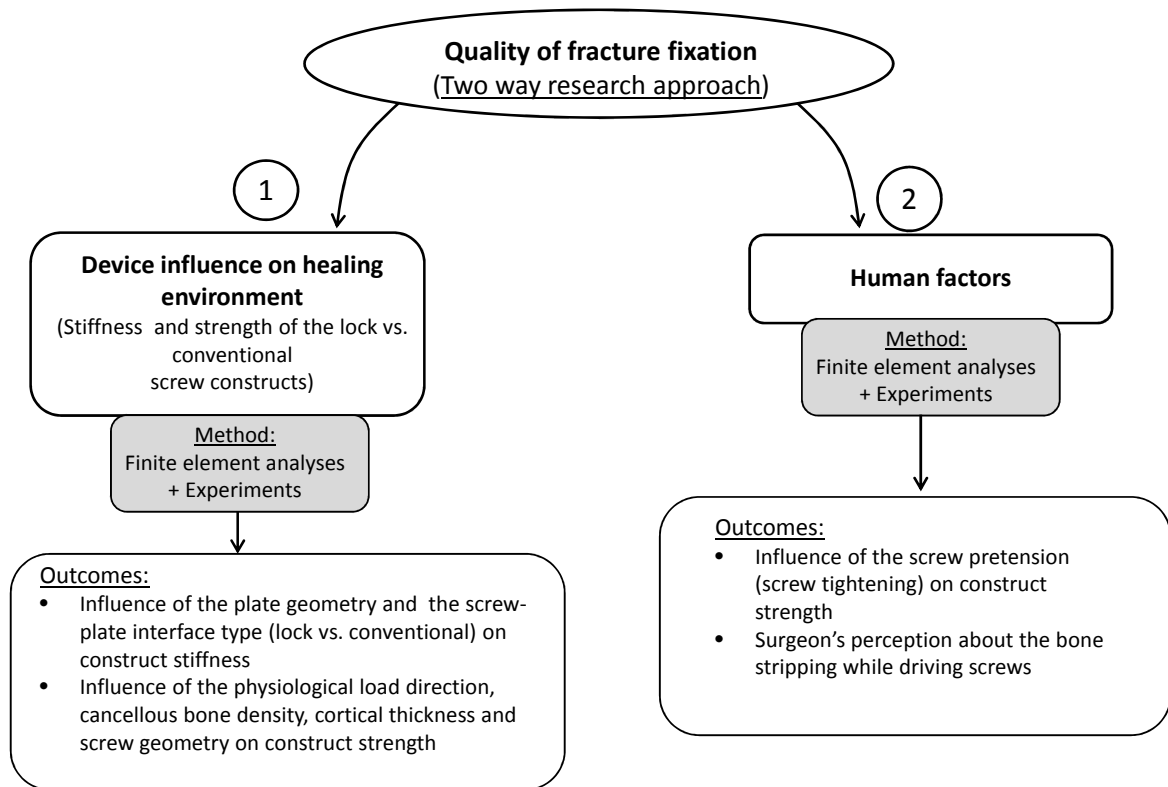 Quality of fracture fixation
(Two way research approach)
1
Device influence on healing
environment
(Stiffness and strength of the lock vs.
conventional
screw constructs)
Method:
Finite element analyses
+ Experiments
Outcomes:
• Influence of the plate geometry and the screw-
plate interface type (lock vs. conventional) on
construct stiffness
• Influence of the physiological load direction,
cancellous bone density, cortical thickness and
screw geometry on construct strength
2
Human factors
Method:
Finite element analyses
+ Experiments
Outcomes:
• Influence of the screw pretension
(screw tightening) on construct
strength
• Surgeon's perception about the bone
stripping while driving screws